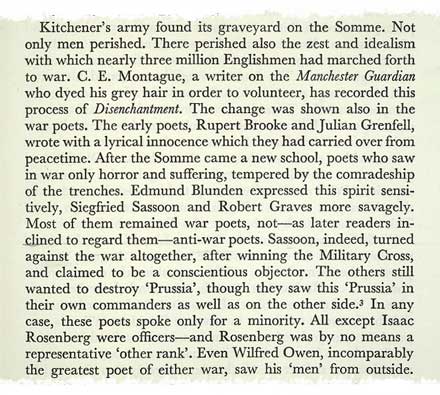 Kitchener's army found its graveyard on the Somme. Not
only men perished. There perished also the zest and idealism
with which nearly three million Englishmen had marched forth
to war. C. E. Montague, a writer on the Manchester Guardian
who dyed his grey hair in order to volunteer, has recorded this
process of Disenchantment. The change was shown also in the
war poets. The early poets, Rupert Brooke and Julian Grenfell,
wrote with a lyrical innocence which they had carried over from
peacetime. After the Somme came a new school, poets who saw
in war only horror and suffering, tempered by the comradeship
of the trenches. Edmund Blunden expressed this spirit sensi-
tively, Siegfried Sassoon and Robert Graves more savagely.
Most of them remained war poets, not—as later readers in-
clined to regard them—anti-war poets. Sassoon, indeed, turned
against the war altogether, after winning the Military Cross,
and claimed to be a conscientious objector. The others still
wanted to destroy 'Prussia', though they saw this 'Prussia' in
their own commanders as well as on the other side.³ In any
case, these poets spoke only for a minority. All except Isaac
Rosenberg were officers—and Rosenberg was by no means a
representative 'other rank'. Even Wilfred Owen, incomparably
the greatest poet of either war, saw his 'men' from outside.